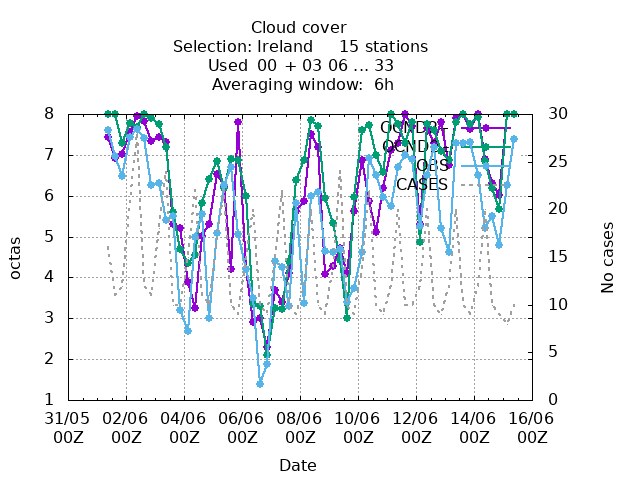 Cloud cover
Selection: Ireland 15 stations
Used 00 + 03 06 ... 33
Averaging window: 6h
8
7
6
5
4
3
2
1
octas
30
25
20
15
10
5
0
No cases
OBS
CASES
31/05 02/06 04/06 06/06 08/06 10/06 12/06 14/06 16/06
00Z 00Z 00Z 00Z 00Z 00Z 00Z 00Z 00Z
Date